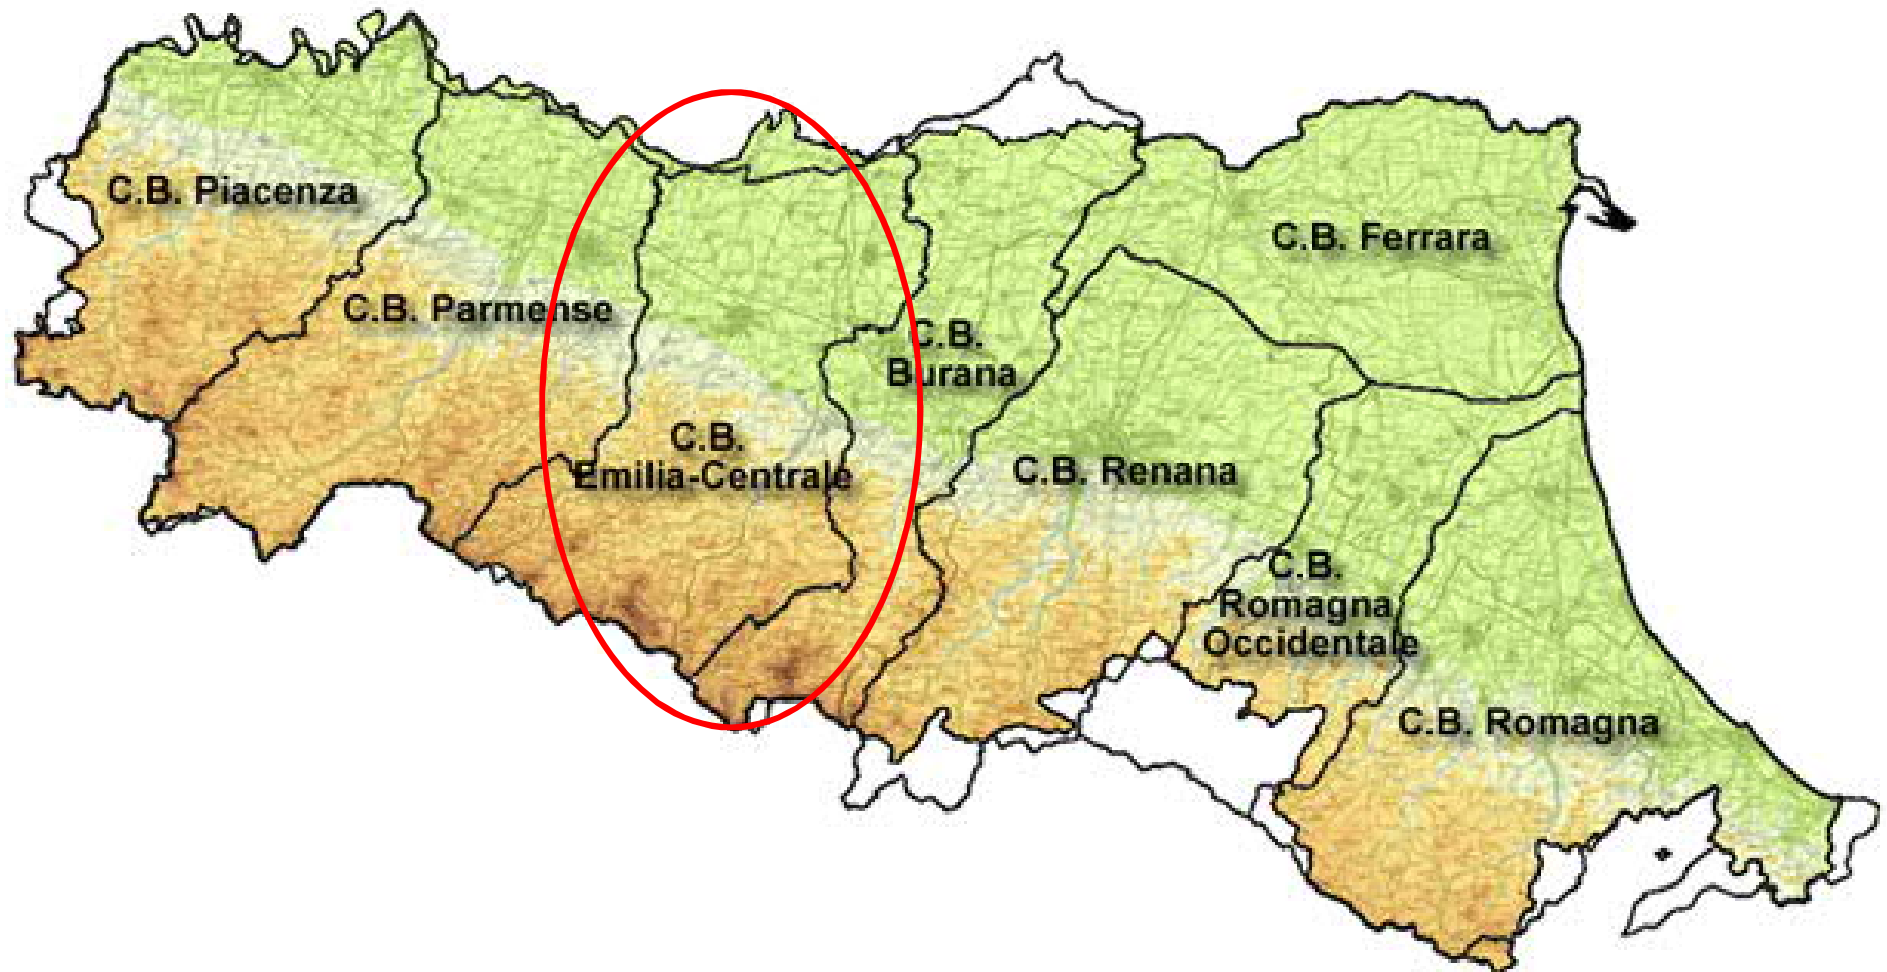 C.B. Piacenza
C.B. Parmense
C.B.
Emilia-Centrale
C.B.
Burana
C.B. Ferrara
C.B. Renana
C.B.
Romagna
Occidentale
C.B. Romagna